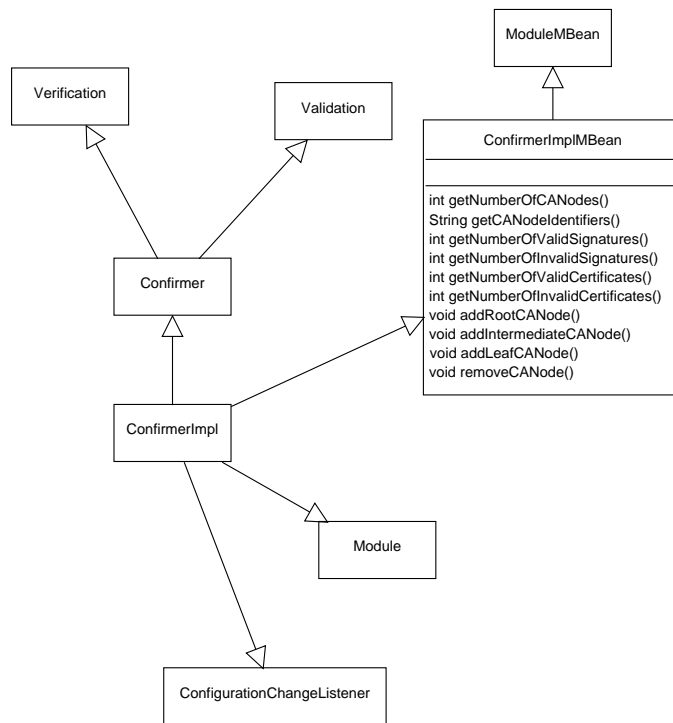 ModuleMBean
Verification
Validation
ConfirmerImplMBean
int getNumberOfCANodes()
String getCANodeIdentifiers()
int getNumberOfValidSignatures()
int getNumberOfInvalidSignatures()
int getNumberOfValidCertificates()
int getNumberOfInvalidCertificates()
void addRootCANode()
void addIntermediateCANode()
void addLeafCANode()
void removeCANode()
Confirmer
ConfirmerImpl
Module
ConfigurationChangeListener